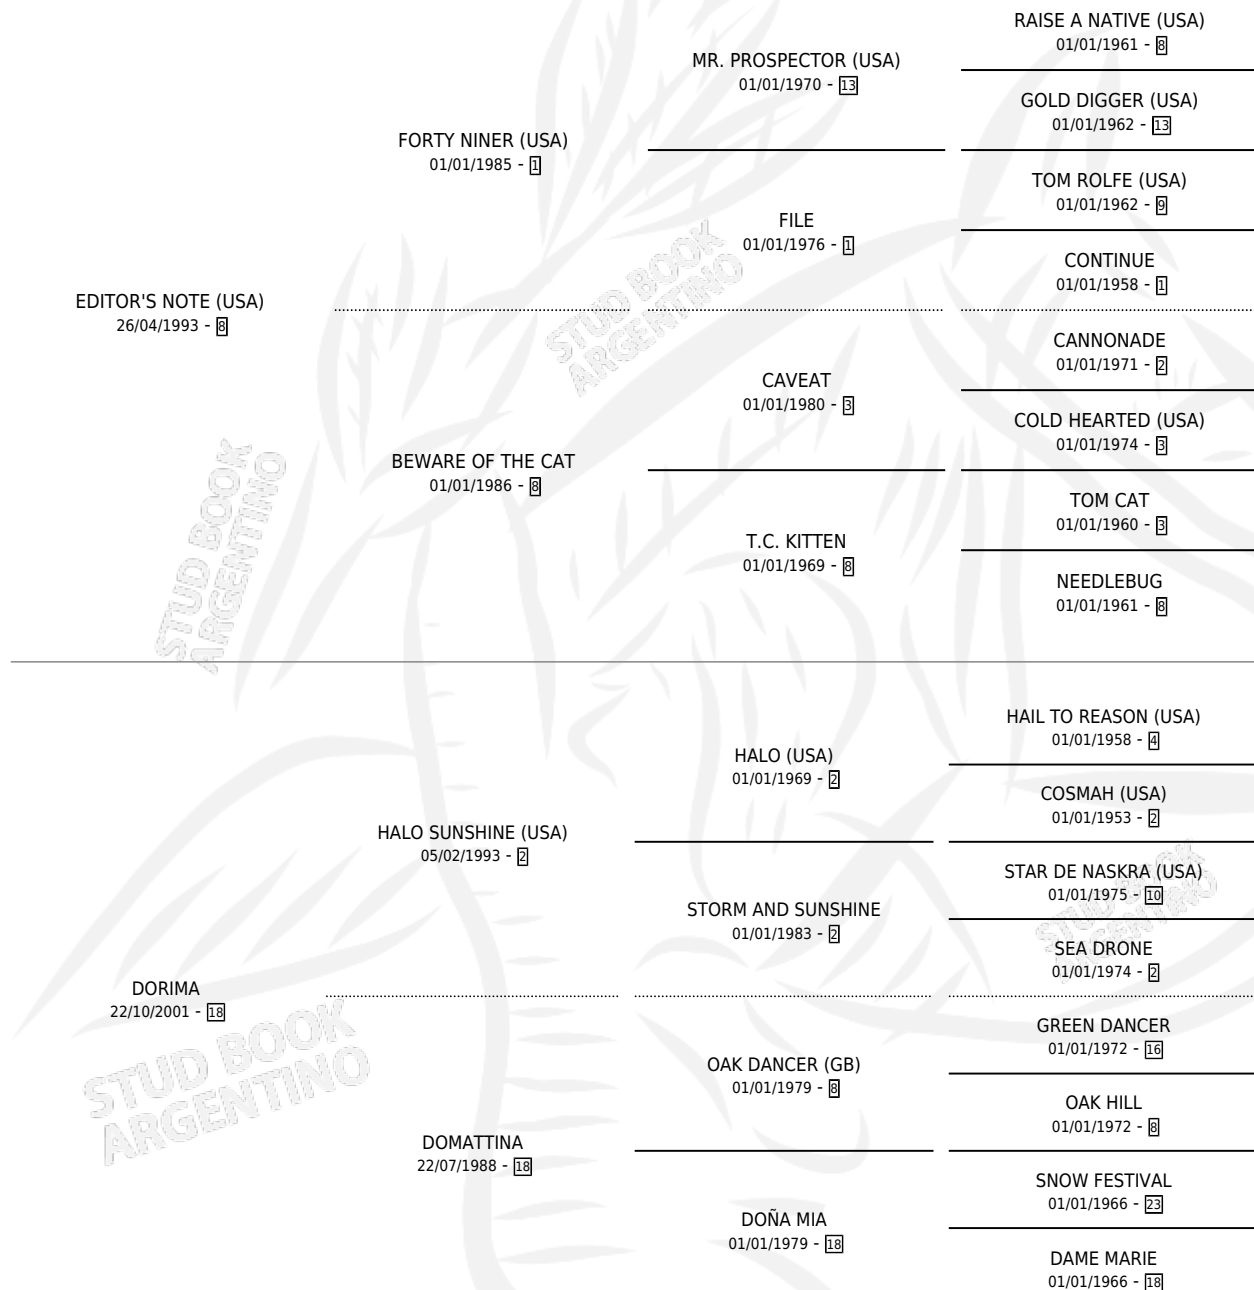 RAISE A NATIVE (USA)
01/01/1961 - 8
MR. PROSPECTOR (USA)
01/01/1970 - 13
GOLD DIGGER (USA)
01/01/1962 - 13
FORTY NINER (USA)
01/01/1985 - 1
TOM ROLFE (USA)
01/01/1962 - 9
FILE
01/01/1976 - 1
CONTINUE
01/01/1958 - 1
EDITOR'S NOTE (USA)
26/04/1993 - 8
CANNONADE
01/01/1971 - 2
CAVEAT
01/01/1980 - 3
COLD HEARTED (USA)
01/01/1974 - 3
BEWARE OF THE CAT
01/01/1986 - 8
TOM CAT
01/01/1960 - 3
T.C. KITTEN
01/01/1969 - 8
NEEDLEBUG
01/01/1961 - 8
HAIL TO REASON (USA)
01/01/1958 - 4
HALO (USA)
01/01/1969 - 2
COSMAH (USA)
01/01/1953 - 2
HALO SUNSHINE (USA)
05/02/1993 - 2
STAR DE NASKRA (USA)
01/01/1975 - 10
STORM AND SUNSHINE
01/01/1983 - 2
SEA DRONE
01/01/1974 - 2
DORIMA
22/10/2001 - 18
GREEN DANCER
01/01/1972 - 16
OAK DANCER (GB)
01/01/1979 - 8
OAK HILL
01/01/1972 - 8
DOMATTINA
22/07/1988 - 18
SNOW FESTIVAL
01/01/1966 - 23
DOÑA MIA
01/01/1979 - 18
DAME MARIE
01/01/1966 - 18
STUD BOOK
ARGENTINO
STUD BOOK
ARGENTINO
STUD BOOK
ARGENTINO
STUD BOOK
ARGENTINO